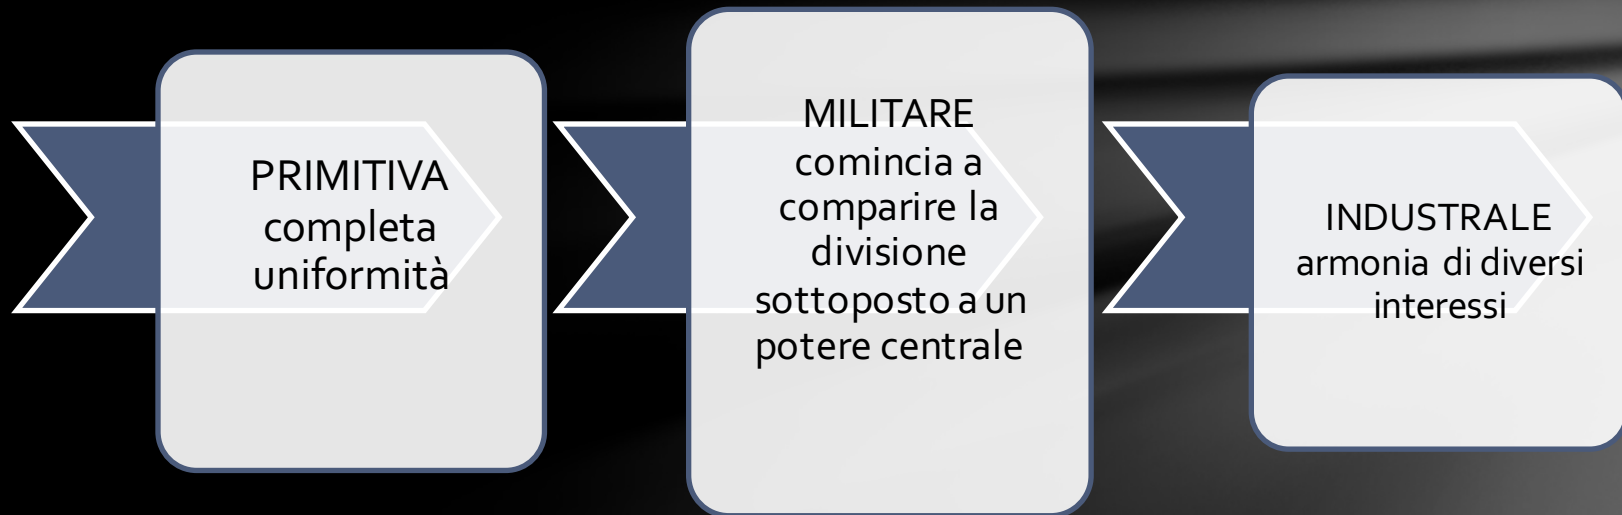 PRIMITIVA
completa
uniformità
MILITARE
comincia a
comparire la
divisione
sottoposto a un
potere centrale
INDUSTRALE
armonia di diversi
interessi